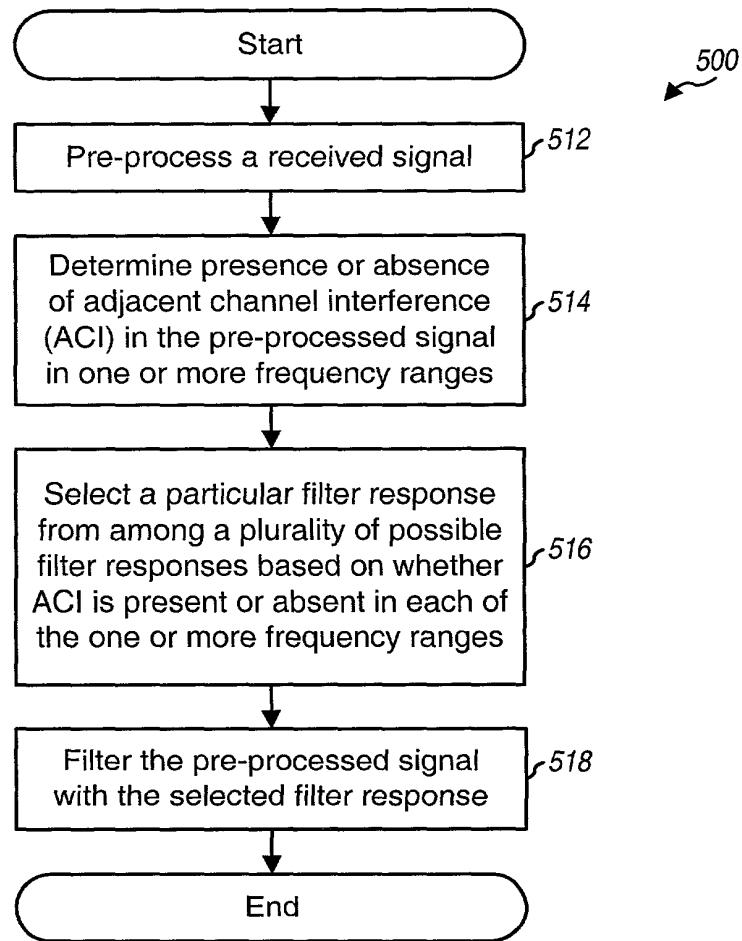 Start
500
Pre-process a received signal
512
Determine presence or absence
of adjacent channel interference
(ACI) in the pre-processed signal
in one or more frequency ranges
514
Select a particular filter response
from among a plurality of possible
filter responses based on whether
ACI is present or absent in each of
the one or more frequency ranges
516
Filter the pre-processed signal
with the selected filter response
518
End